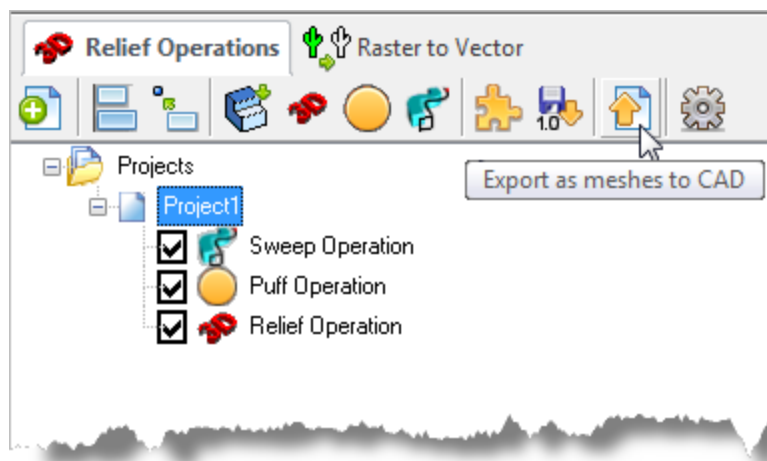 Relief Operations Raster to Vector
1.0
Export as meshes to CAD
Projects
Project1
Sweep Operation
Puff Operation
Relief Operation